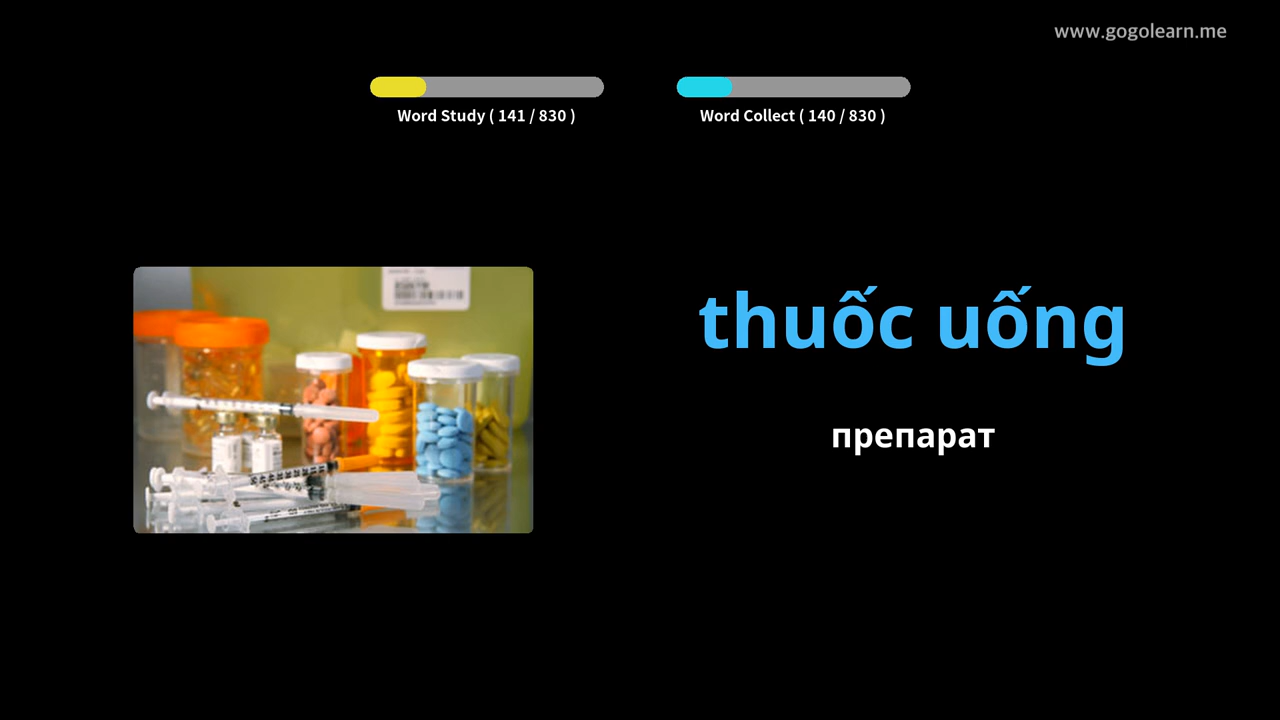 www.gogolearn.me
Word Study ( 141 / 830 )
Word Collect ( 140 / 830 )
thuốc uống
препарат